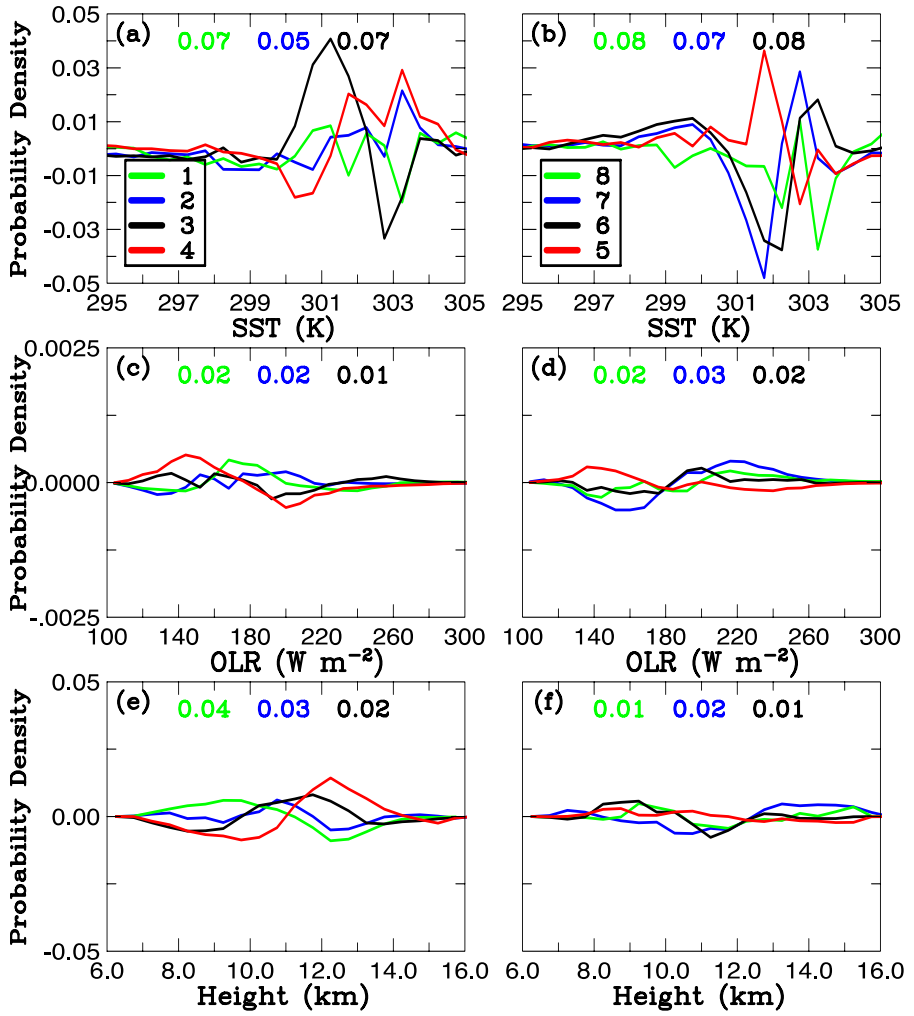 0.05
(a) 0.07 0.05 0.07
0.03
0.01
-0.01
-0.03
-0.05
Probability Density
1
2
3
4
295 297 299 301 303 305
SST (K)
(b) 0.08 0.07 0.08
8
7
6
5
295 297 299 301 303 305
SST (K)
0.0025
(c) 0.02 0.02 0.01
0.0000
-.0025
Probability Density
100 140 180 220 260 300
OLR (W m−2)
(d) 0.02 0.03 0.02
100 140 180 220 260 300
OLR (W m−2)
0.05
(e) 0.04 0.03 0.02
0.00
-0.05
Probability Density
6.0 8.0 10.0 12.0 14.0 16.0
Height (km)
(f) 0.01 0.02 0.01
6.0 8.0 10.0 12.0 14.0 16.0
Height (km)